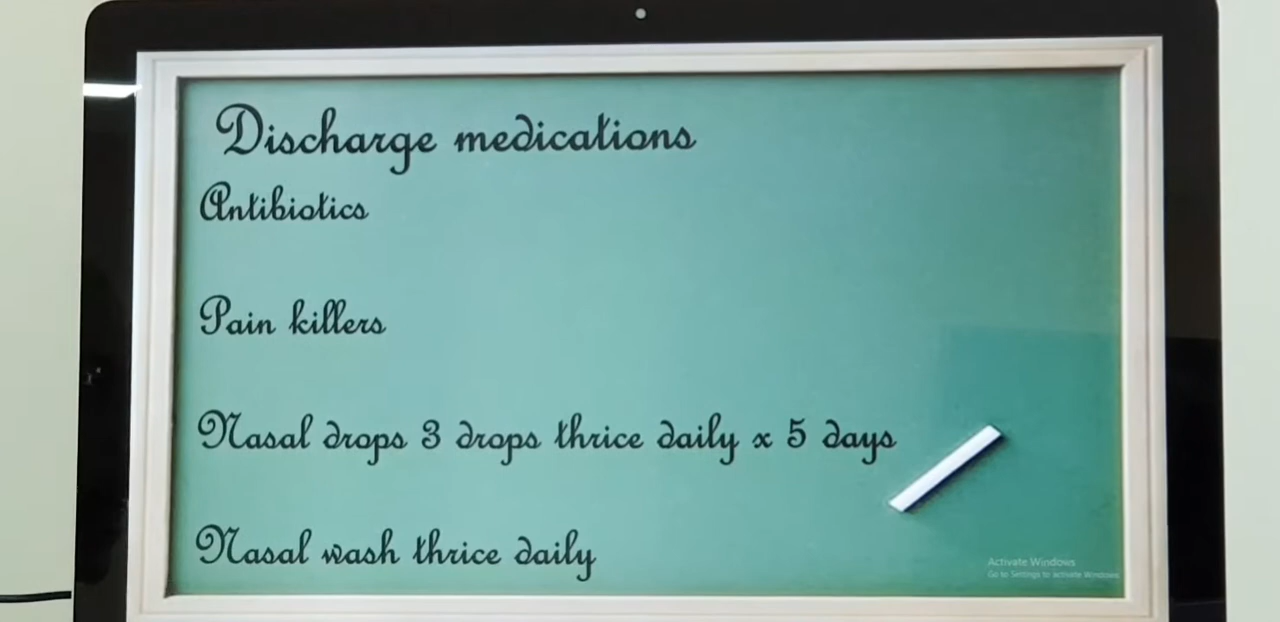 Discharge medications
Antibiotics
Pain killers
Nasal drops 3 drops thrice daily x 5 days
Nasal wash thrice daily
Activate Windows
Go to Settings to activate Windows.